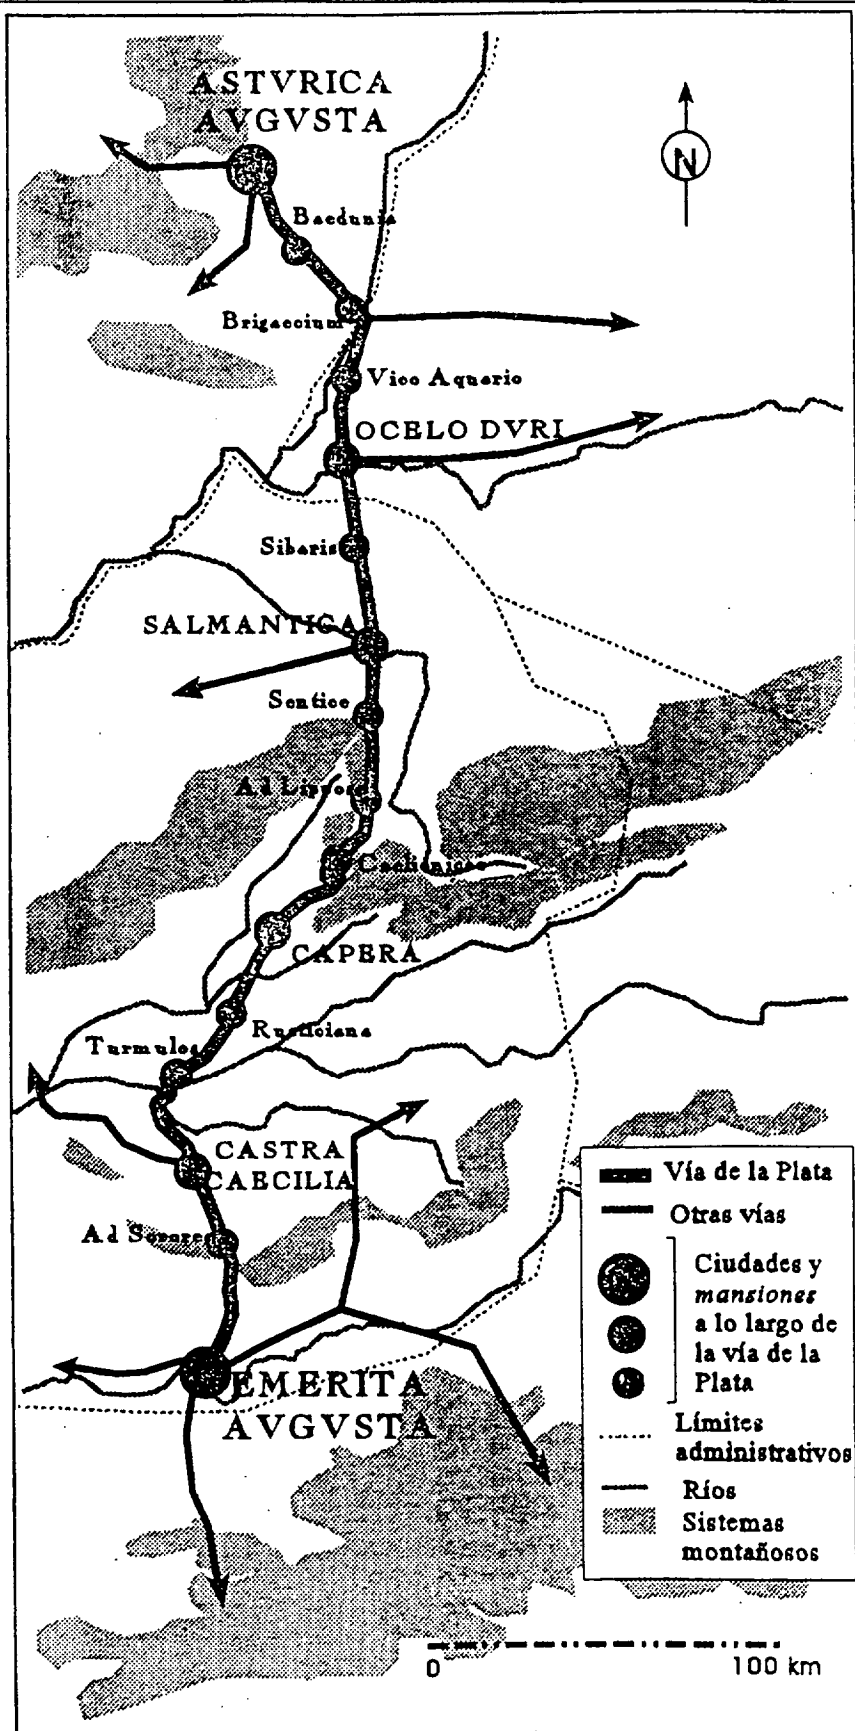 ASTVRICA
AVGVSTA
N
Baedunia
Brigaecium
Vico Aquario
OCELO DVRI
Sibaris
SALMANTICA
Sentice
Ad Lippos
Caelionicco
CAPERA
Rusticiana
Turmulos
CASTRA
CAECILIA
Ad Sorores
EMERITA
AVGVSTA
Vía de la Plata
Otras vías
Ciudades y
mansiones
a lo largo de
la vía de la
Plata
Límites
administrativos
Ríos
Sistemas
montañosos
0 100 km